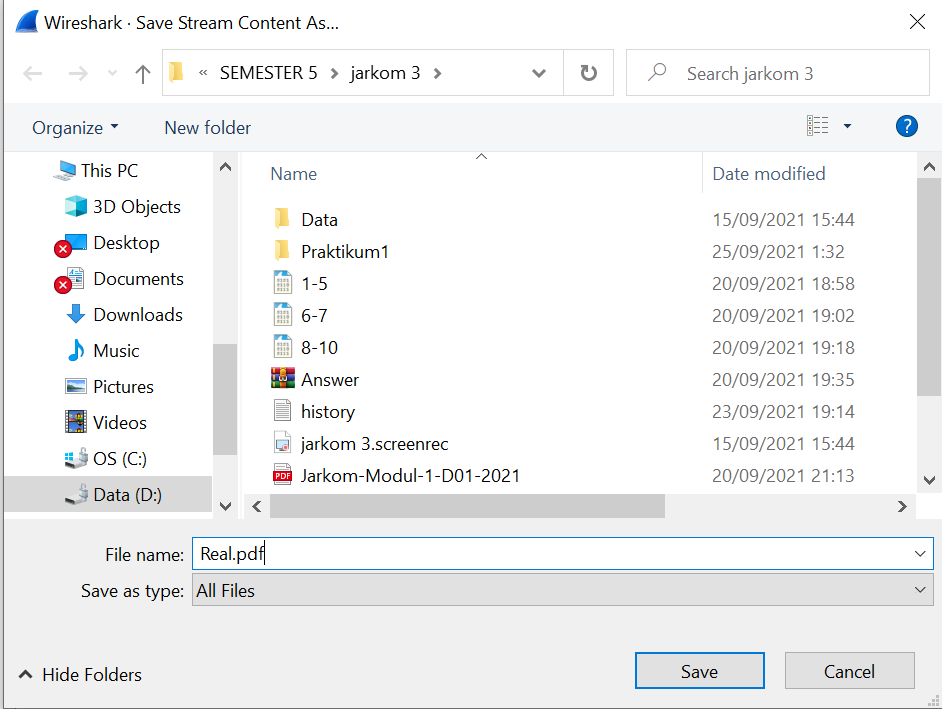 Wireshark · Save Stream Content As...
« SEMESTER 5 > jarkom 3 >
Search jarkom 3
Organize
New folder
?
This PC
3D Objects
Desktop
Documents
Downloads
Music
Pictures
Videos
OS (C:)
Data (D:)
Name Date modified
Data 15/09/2021 15:44
Praktikum1 25/09/2021 1:32
1-5 20/09/2021 18:58
6-7 20/09/2021 19:02
8-10 20/09/2021 19:18
Answer 20/09/2021 19:35
history 23/09/2021 19:14
jarkom 3.screenrec 15/09/2021 15:44
PDF Jarkom-Modul-1-D01-2021 20/09/2021 21:13
File name: Real.pdf
Save as type: All Files
Hide Folders
Save
Cancel